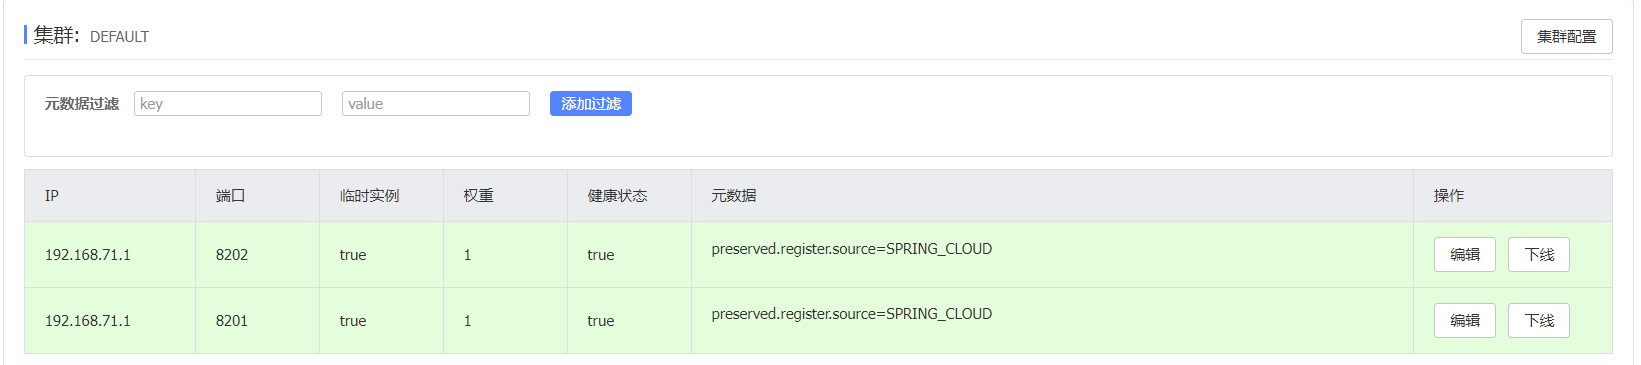 集群: DEFAULT
集群配置
元数据过滤 key value 添加过滤
IP 端口 临时实例 权重 健康状态 元数据 操作
192.168.71.1 8202 true 1 true preserved.register.source=SPRING_CLOUD 编辑 下线
192.168.71.1 8201 true 1 true preserved.register.source=SPRING_CLOUD 编辑 下线